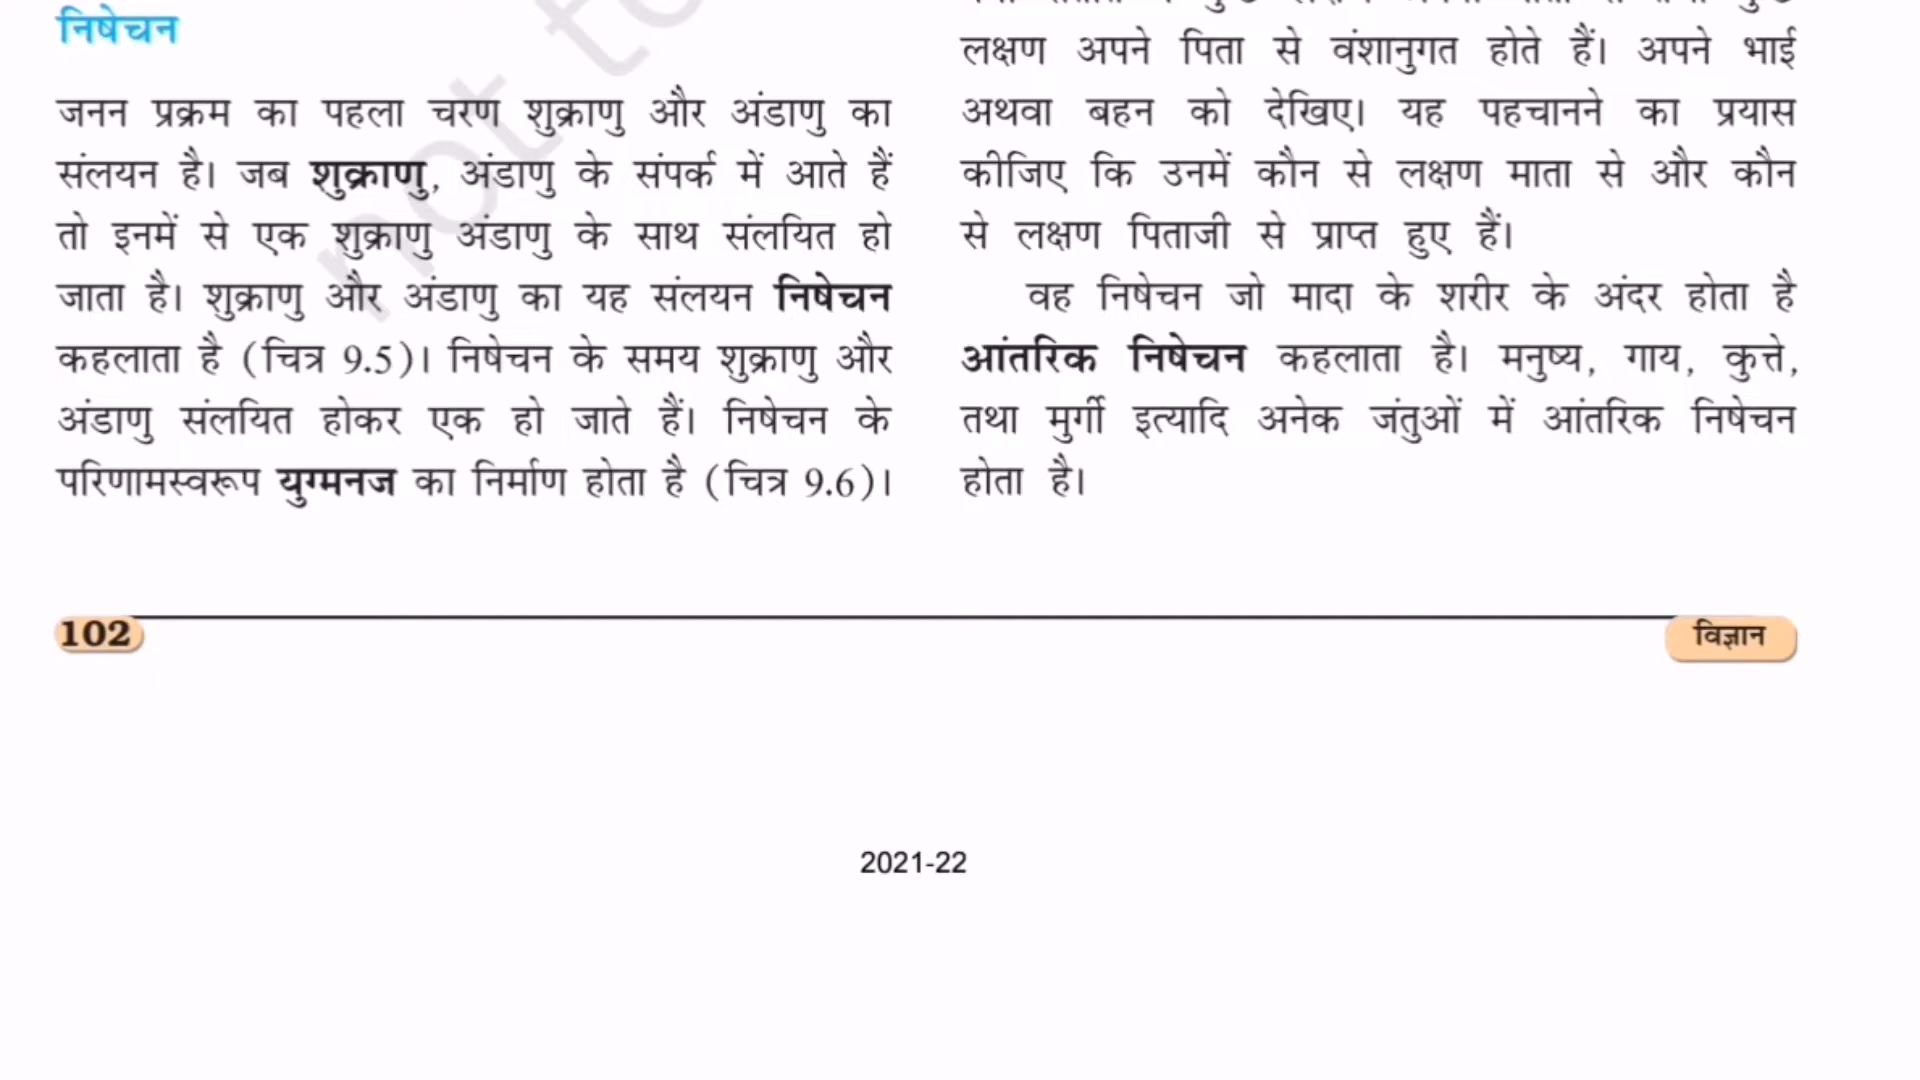 निषेचन
जनन प्रक्रम का पहला चरण शुक्राणु और अंडाणु का
संलयन है। जब शुक्राणु, अंडाणु के संपर्क में आते हैं
तो इनमें से एक शुक्राणु अंडाणु के साथ संलयित हो
जाता है। शुक्राणु और अंडाणु का यह संलयन निषेचन
कहलाता है (चित्र 9.5)। निषेचन के समय शुक्राणु और
अंडाणु संलयित होकर एक हो जाते हैं। निषेचन के
परिणामस्वरूप युग्मनज का निर्माण होता है (चित्र 9.6)।
लक्षण अपने पिता से वंशानुगत होते हैं। अपने भाई
अथवा बहन को देखिए। यह पहचानने का प्रयास
कीजिए कि उनमें कौन से लक्षण माता से और कौन
से लक्षण पिताजी से प्राप्त हुए हैं।
वह निषेचन जो मादा के शरीर के अंदर होता है
आंतरिक निषेचन कहलाता है। मनुष्य, गाय, कुत्ते,
तथा मुर्गी इत्यादि अनेक जंतुओं में आंतरिक निषेचन
होता है।
not to
102
विज्ञान
2021-22